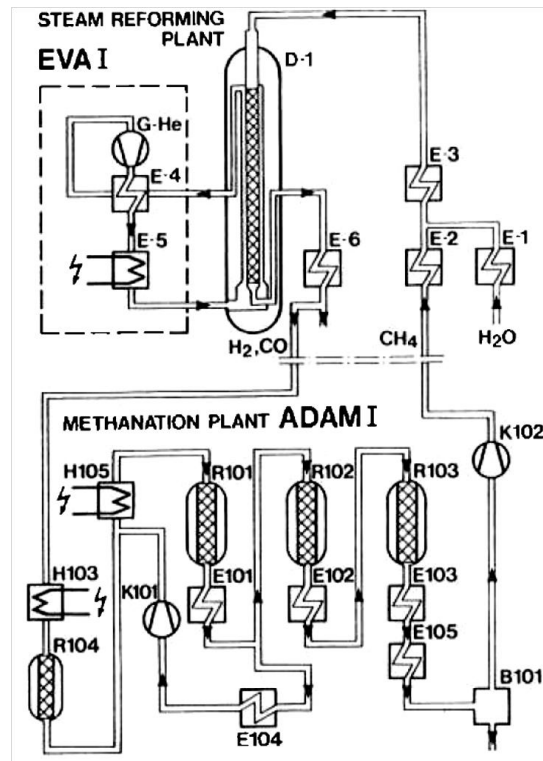 STEAM REFORMING
PLANT
D-1
EVA I
G-He
E-4
E-3
E-5
E-6
E-2
E-1
H2,CO
CH4
H2O
METHANATION PLANT ADAM I
K102
H105
R101
R102
R103
H103
K101
E101
E102
E103
R104
E105
B101
E104